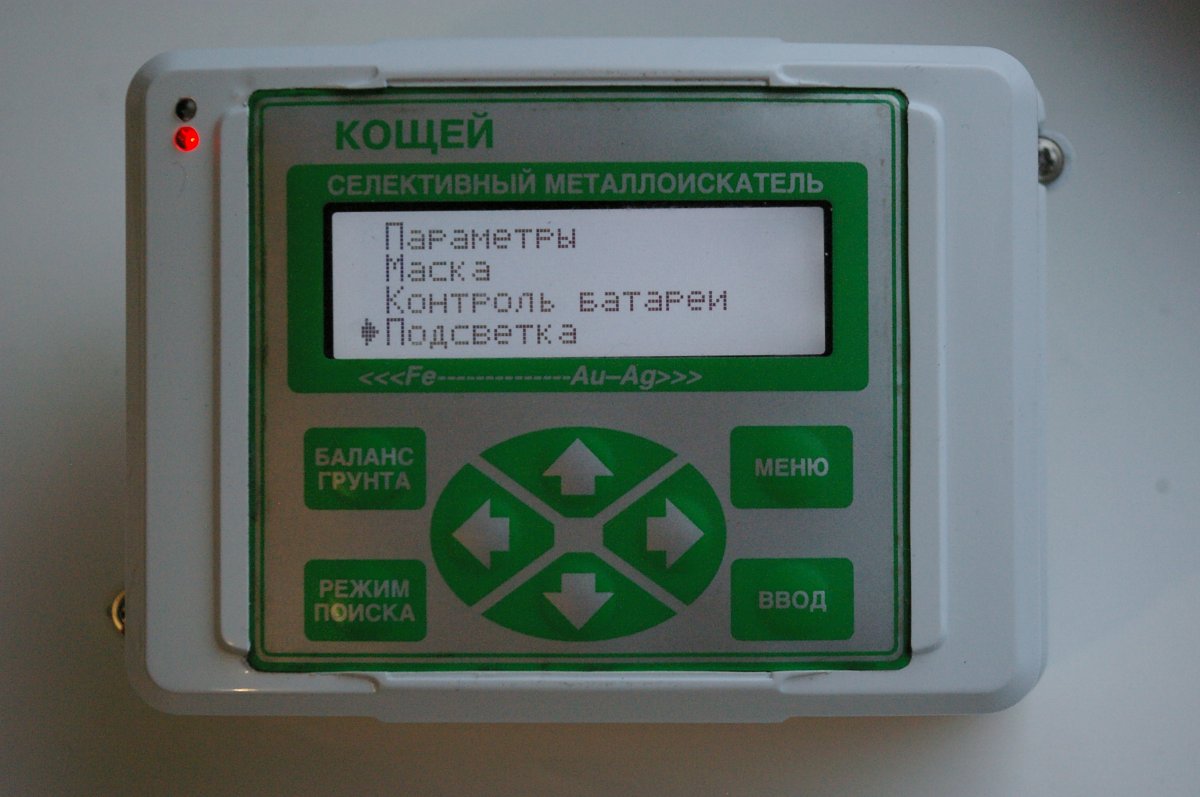 КОЩЕЙ
СЕЛЕКТИВНЫЙ МЕТАЛЛОИСКАТЕЛЬ
Параметры
Маска
Контроль батареи
Подсветка
<<<Fe--------------Au–Ag>>>
БАЛАНС
ГРУНТА
МЕНЮ
РЕЖИМ
ПОИСКА
ВВОД